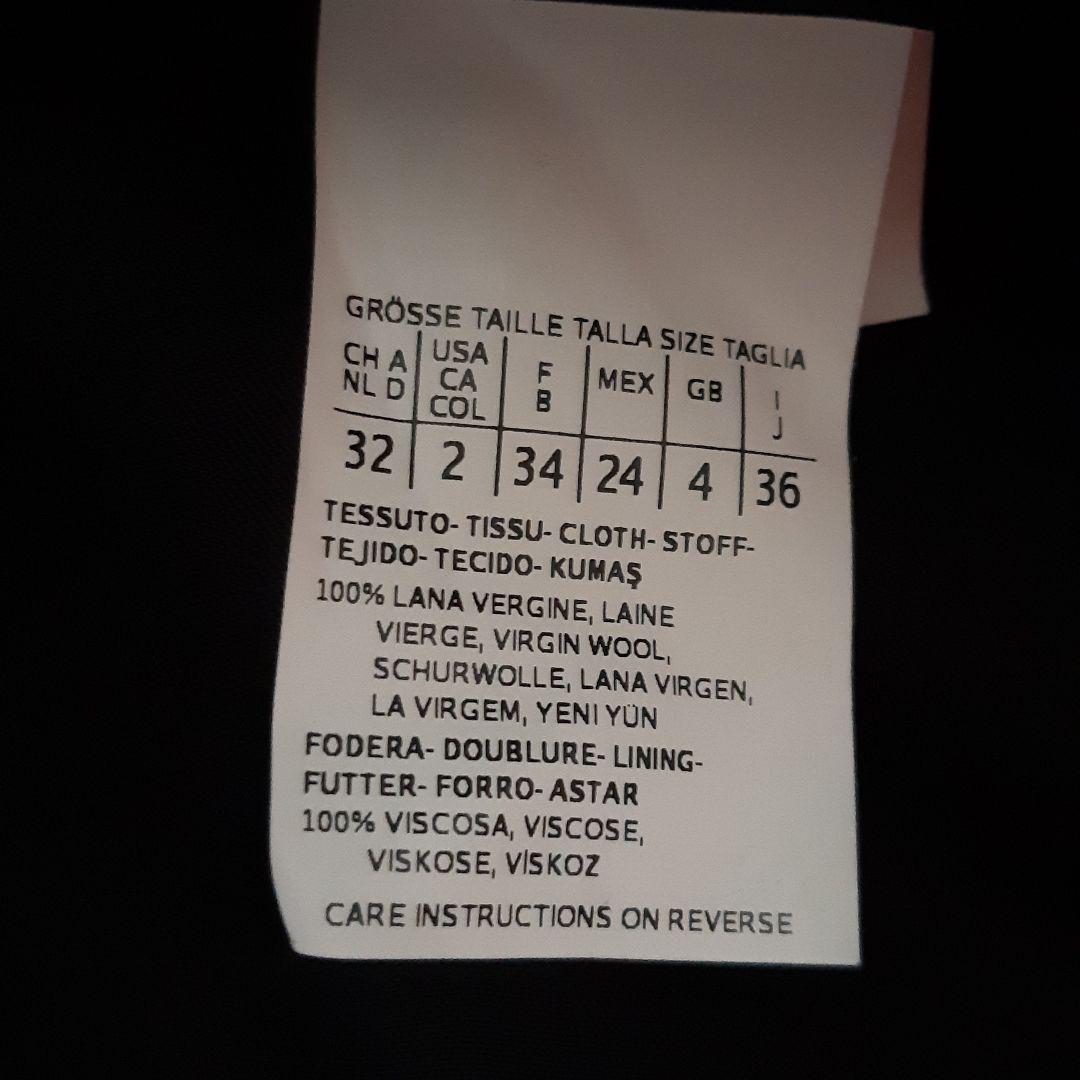 GRÖSSE TAILLE TALLA SIZE TAGLIA
CH A USA F MEX GB I
NL D CA B J
COL
32 2 34 24 4 36
TESSUTO- TISSU- CLOTH- STOFF-
TEJIDO- TECIDO- KUMAŞ
100% LANA VERGINE, LAINE
VIERGE, VIRGIN WOOL,
SCHURWOLLE, LANA VIRGEN,
LA VIRGEM, YENI YÜN
FODERA- DOUBLURE- LINING-
FUTTER- FORRO- ASTAR
100% VISCOSA, VISCOSE,
VISKOSE, VİSKOZ
CARE INSTRUCTIONS ON REVERSE